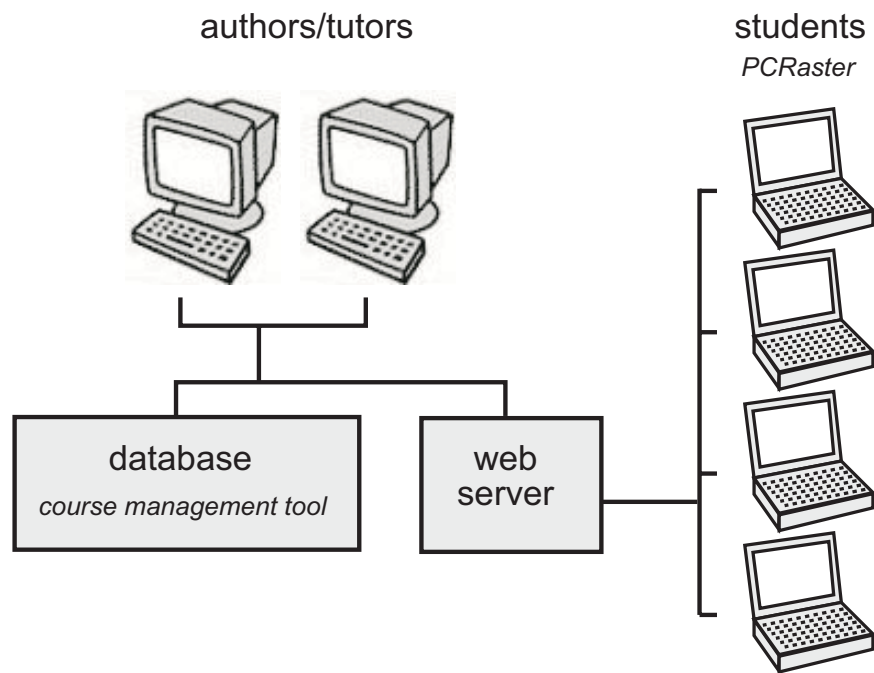 authors/tutors
students
PCRaster
database
course management tool
web
server